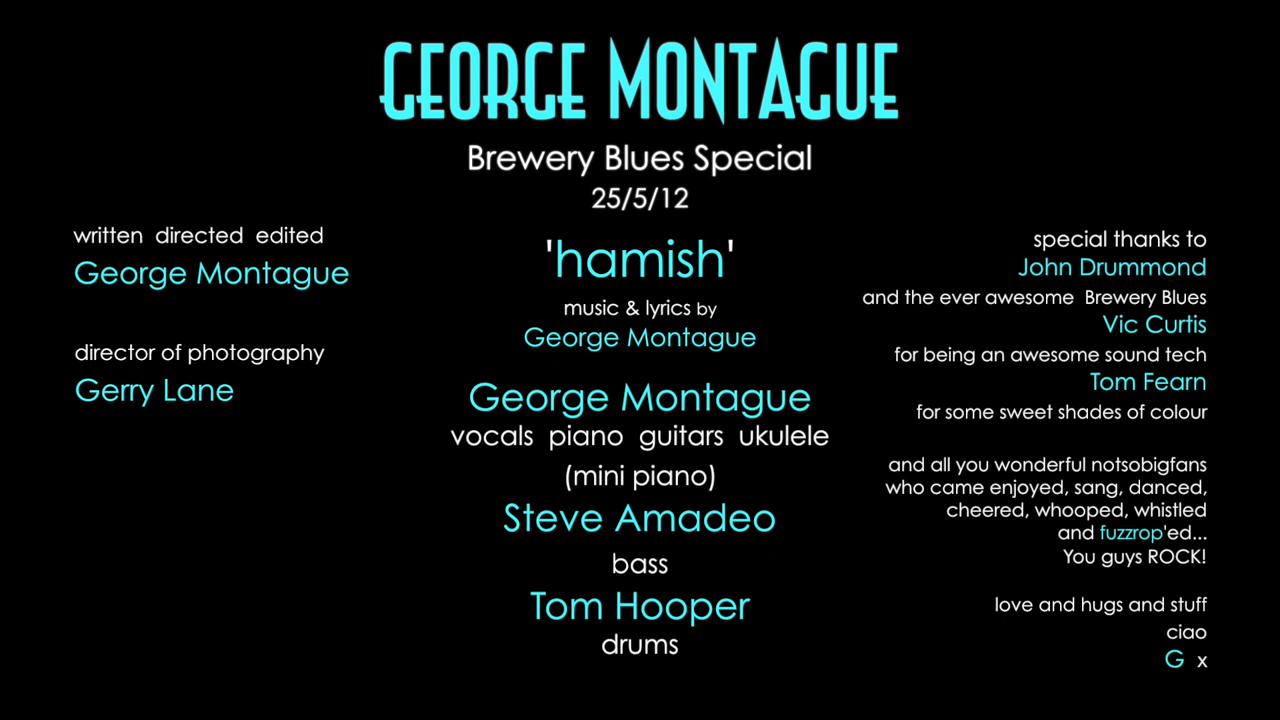 GEORGE MONTAGUE
Brewery Blues Special
25/5/12
written directed edited
George Montague
director of photography
Gerry Lane
'hamish'
music & lyrics by
George Montague
George Montague
vocals piano guitars ukulele
(mini piano)
Steve Amadeo
bass
Tom Hooper
drums
special thanks to
John Drummond
and the ever awesome Brewery Blues
Vic Curtis
for being an awesome sound tech
Tom Fearn
for some sweet shades of colour
and all you wonderful notsobigfans
who came enjoyed, sang, danced,
cheered, whooped, whistled
and fuzzrop'ed...
You guys ROCK!
love and hugs and stuff
ciao
G x